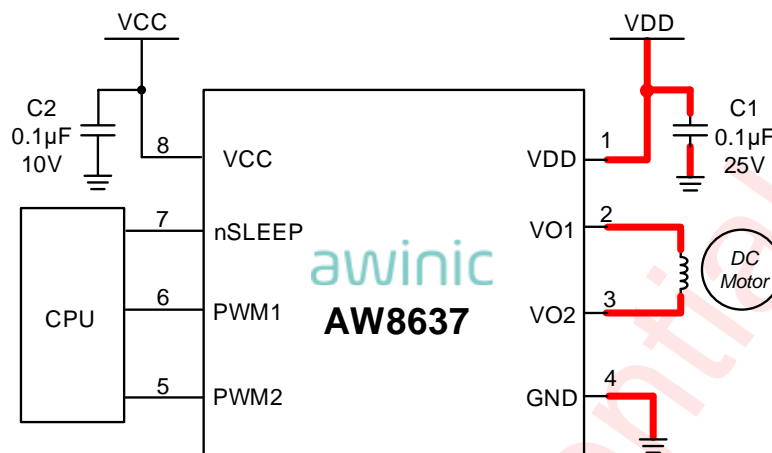 VCC
VDD
C2
0.1µF
10V
C1
0.1µF
25V
8
VCC
VDD
1
7
nSLEEP
VO1
2
awinic
AW8637
DC
Motor
CPU
6
PWM1
VO2
3
5
PWM2
GND
4